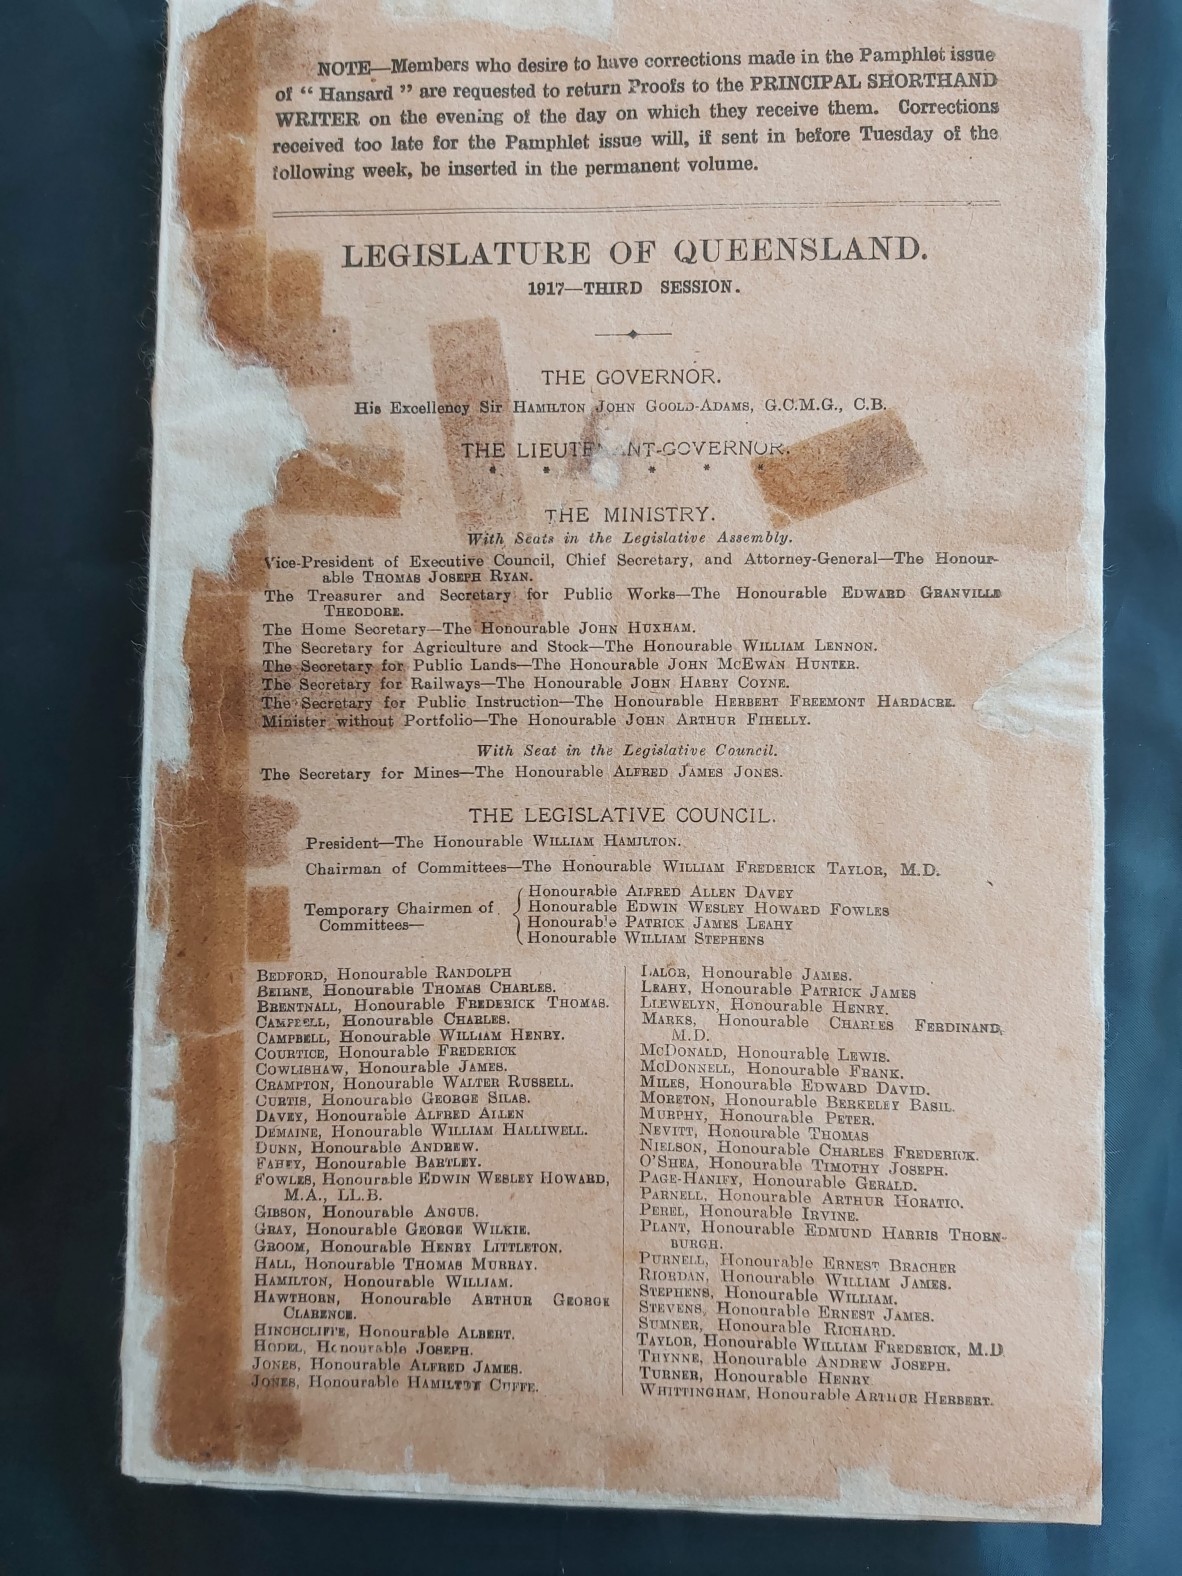 NOTE—Members who desire to have corrections made in the Pamphlet issue
of “ Hansard ” are requested to return Proofs to the PRINCIPAL SHORTHAND
WRITER on the evening of the day on which they receive them. Corrections
received too late for the Pamphlet issue will, if sent in before Tuesday of the
following week, be inserted in the permanent volume.
LEGISLATURE OF QUEENSLAND.
1917—THIRD SESSION.
THE GOVERNOR.
His Excellency Sir HAMILTON JOHN GOOLD-ADAMS, G.C.M.G., C.B.
THE LIEUTENANT-GOVERNOR.
* * * * *
THE MINISTRY.
With Seats in the Legislative Assembly.
Vice-President of Executive Council, Chief Secretary, and Attorney-General—The Honour-
able THOMAS JOSEPH RYAN.
The Treasurer and Secretary for Public Works—The Honourable EDWARD GRANVILLE
THEODORE.
The Home Secretary—The Honourable JOHN HUXHAM.
The Secretary for Agriculture and Stock—The Honourable WILLIAM LENNON.
The Secretary for Public Lands—The Honourable JOHN MCEWAN HUNTER.
The Secretary for Railways—The Honourable JOHN HARRY COYNE.
The Secretary for Public Instruction—The Honourable HERBERT FREEMONT HARDACRE.
Minister without Portfolio—The Honourable JOHN ARTHUR FIHELLY.
With Seat in the Legislative Council.
The Secretary for Mines—The Honourable ALFRED JAMES JONES.
THE LEGISLATIVE COUNCIL.
President—The Honourable WILLIAM HAMILTON.
Chairman of Committees—The Honourable WILLIAM FREDERICK TAYLOR, M.D.
Temporary Chairmen of
Committees—
Honourable ALFRED ALLEN DAVEY
Honourable EDWIN WESLEY HOWARD FOWLES
Honourable PATRICK JAMES LEAHY
Honourable WILLIAM STEPHENS
BEDFORD, Honourable RANDOLPH
BEIRNE, Honourable THOMAS CHARLES.
BRENTNALL, Honourable FREDERICK THOMAS.
CAMPBELL, Honourable CHARLES.
CAMPBELL, Honourable WILLIAM HENRY.
COURTICE, Honourable FREDERICK
COWLISHAW, Honourable JAMES.
CRAMPTON, Honourable WALTER RUSSELL.
CURTIS, Honourable GEORGE SILAS.
DAVEY, Honourable ALFRED ALLEN
DEMAINE, Honourable WILLIAM HALLIWELL.
DUNN, Honourable ANDREW.
FAHEY, Honourable BARTLEY.
FOWLES, Honourable EDWIN WESLEY HOWARD,
M.A., LL.B.
GIBSON, Honourable ANGUS.
GRAY, Honourable GEORGE WILKIE.
GROOM, Honourable HENRY LITTLETON.
HALL, Honourable THOMAS MURRAY.
HAMILTON, Honourable WILLIAM.
HAWTHORN, Honourable ARTHUR GEORGE
CLARENCE.
HINCHCLIFFE, Honourable ALBERT.
HODEL, Honourable JOSEPH.
JONES, Honourable ALFRED JAMES.
JONES, Honourable HAMILTON CUFFE.
LALOR, Honourable JAMES.
LEAHY, Honourable PATRICK JAMES
LLEWELYN, Honourable HENRY.
MARKS, Honourable CHARLES FERDINAND,
M.D.
MCDONALD, Honourable LEWIS.
MCDONNELL, Honourable FRANK.
MILES, Honourable EDWARD DAVID.
MORETON, Honourable BERKELEY BASIL.
MURPHY, Honourable PETER.
NEVITT, Honourable THOMAS
NIELSON, Honourable CHARLES FREDERICK.
O'SHEA, Honourable TIMOTHY JOSEPH.
PAGE-HANIFY, Honourable GERALD.
PARNELL, Honourable ARTHUR HORATIO.
PEREL, Honourable IRVINE.
PLANT, Honourable EDMUND HARRIS THORN-
BURGH.
PURNELL, Honourable ERNEST BRACHER
RIORDAN, Honourable WILLIAM JAMES.
STEPHENS, Honourable WILLIAM.
STEVENS, Honourable ERNEST JAMES.
SUMNER, Honourable RICHARD.
TAYLOR, Honourable WILLIAM FREDERICK, M.D.
THYNNE, Honourable ANDREW JOSEPH.
TURNER, Honourable HENRY
WHITTINGHAM, Honourable ARTHUR HERBERT.